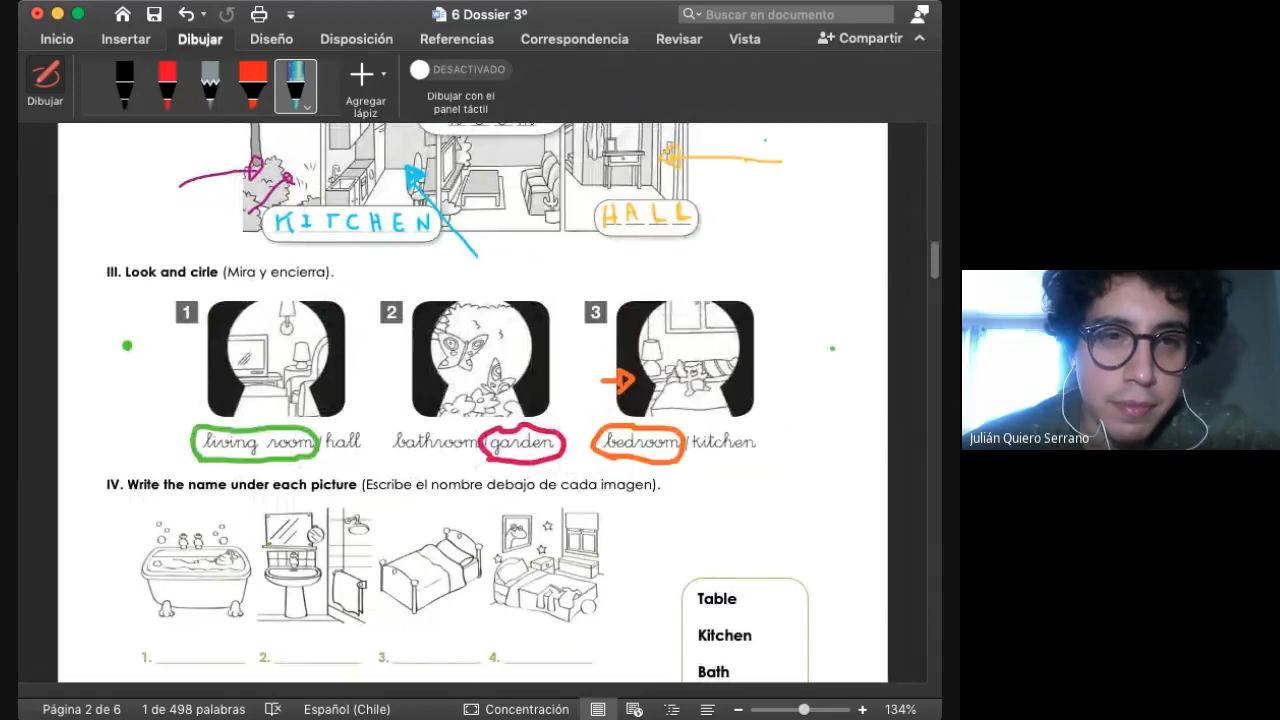 6 Dossier 3º
Buscar en documento
Inicio Insertar Dibujar Diseño Disposición Referencias Correspondencia Revisar Vista Compartir
DESACTIVADO
Dibujar Agregar lápiz Dibujar con el panel táctil
KITCHEN HALL
III. Look and cirle (Mira y encierra).
1 2 3
living room / hall bathroom / garden bedroom / kitchen
Julián Quiero Serrano
IV. Write the name under each picture (Escribe el nombre debajo de cada imagen).
Table
Kitchen
Bath
1. __________ 2. __________ 3. __________ 4. __________
Página 2 de 6 1 de 498 palabras Español (Chile) Concentración 134%